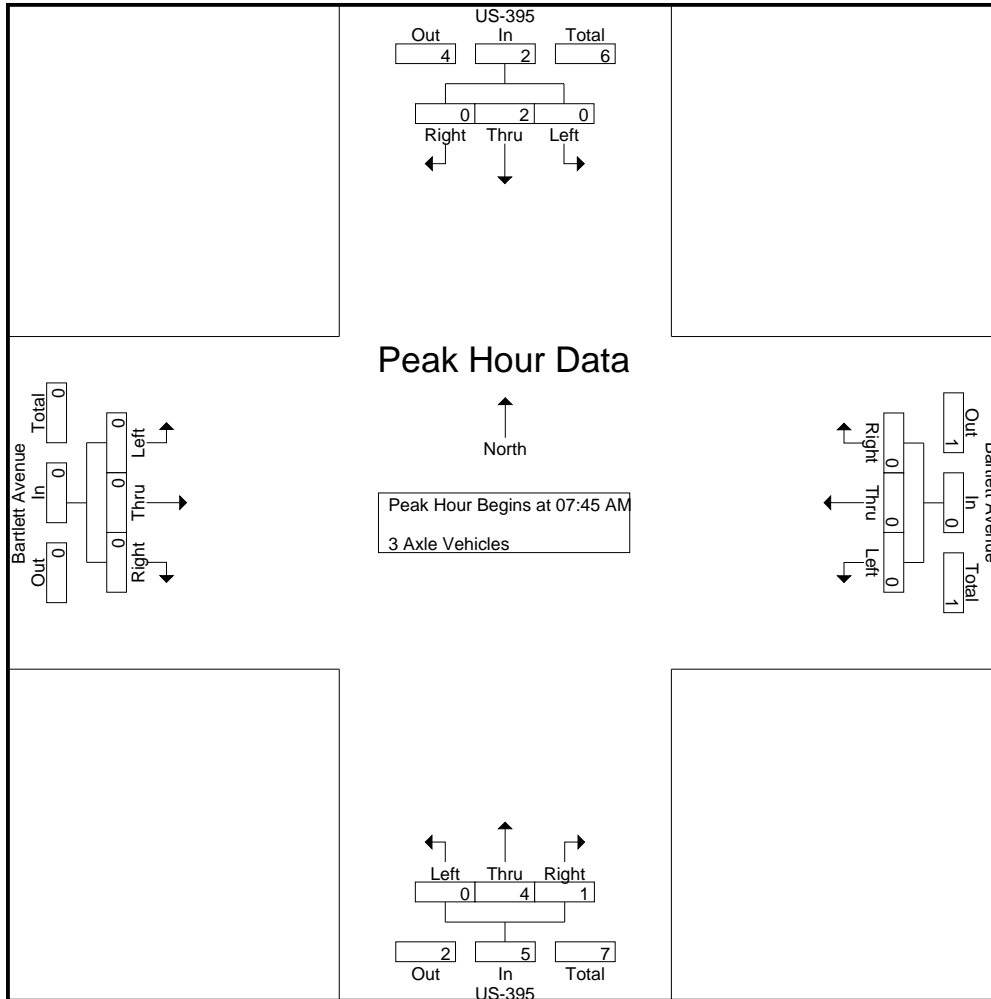 US-395
Out In Total
4 2 6
0 2 0
Right Thru Left
Peak Hour Data
North
Peak Hour Begins at 07:45 AM
3 Axle Vehicles
Bartlett Avenue
Total In Out
0 0 0
0 0 0
Left Thru Right
Right Thru Left
0 0 0
1 0 1
Out In Total
Bartlett Avenue
Left Thru Right
0 4 1
2 5 7
Out In Total
US-395